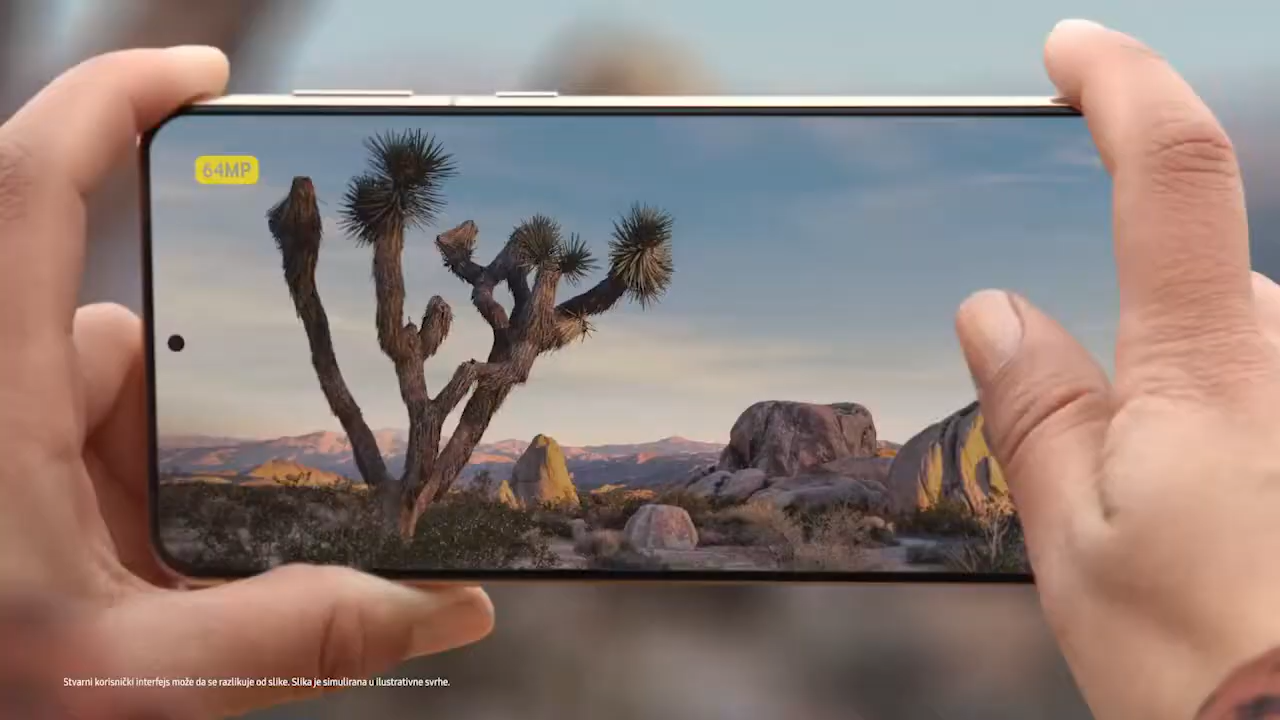 64MP
Stvarni korisnički interfejs može da se razlikuje od slike. Slika je simulirana u ilustrativne svrhe.